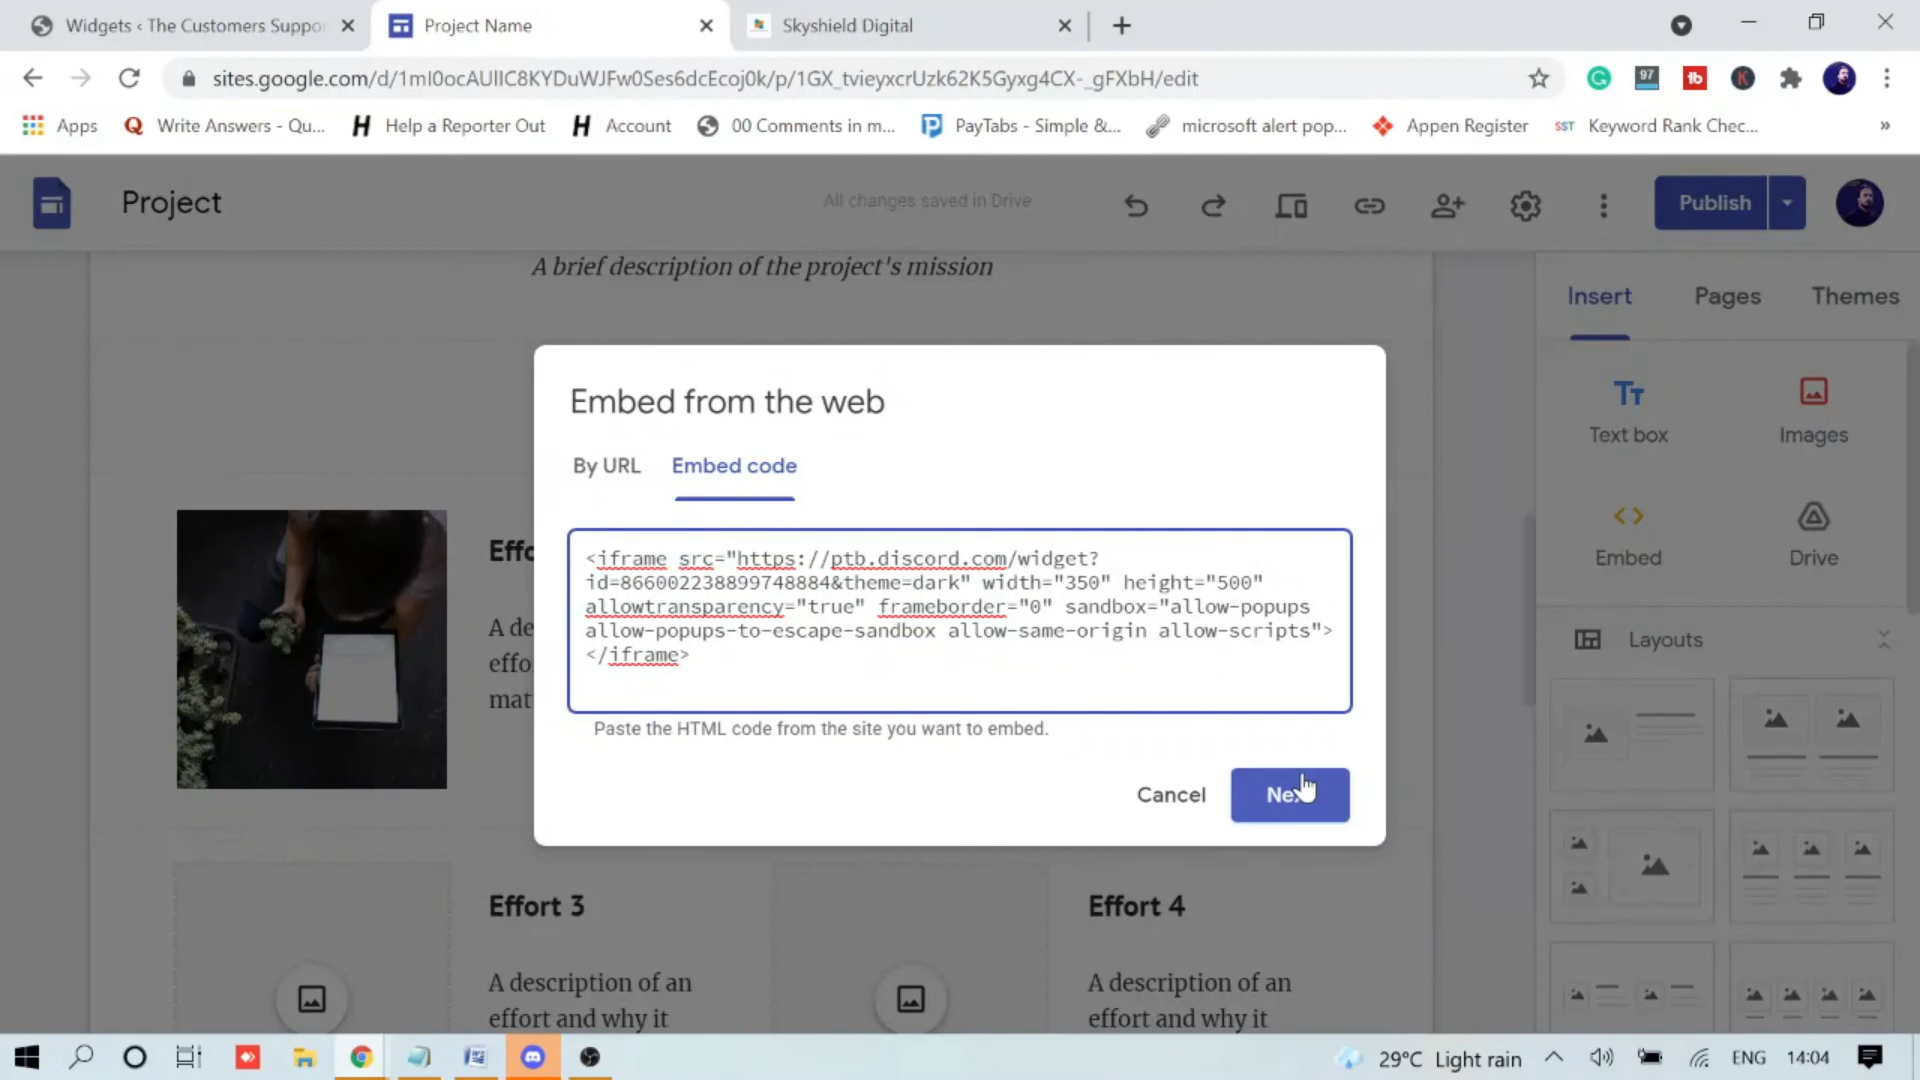 Widgets ‹ The Customers Suppor
Project Name
Skyshield Digital
sites.google.com/d/1ml0ocAUlIC8KYDuWJFw0Ses6dcEcoj0k/p/1GX_tvieyxcrUzk62K5Gyxg4CX-_gFXbH/edit
97
Apps
Write Answers - Qu...
Help a Reporter Out
Account
00 Comments in m...
PayTabs - Simple &...
microsoft alert pop...
Appen Register
SST
Keyword Rank Chec...
»
Project
All changes saved in Drive
Publish
A brief description of the project's mission
Insert
Pages
Themes
Embed from the web
By URL
Embed code
Text box
Images
Embed
Drive
<iframe src="https://ptb.discord.com/widget?
id=866002238899748884&theme=dark" width="350" height="500"
allowtransparency="true" frameborder="0" sandbox="allow-popups
allow-popups-to-escape-sandbox allow-same-origin allow-scripts">
</iframe>
Paste the HTML code from the site you want to embed.
Cancel
Layouts
Effort 3
A description of an
effort and why it
Effort 4
A description of an
effort and why it
29°C Light rain
ENG
14:04